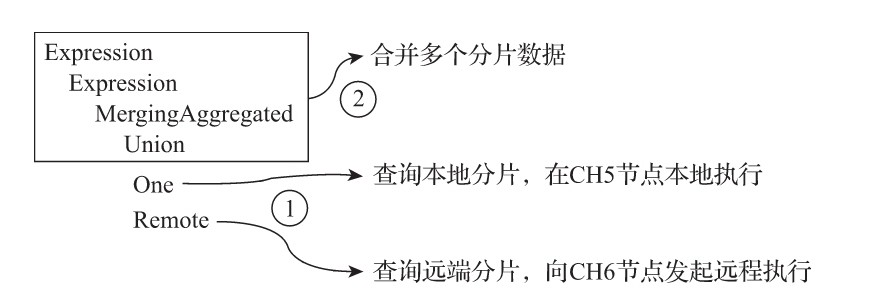 Expression
Expression
MergingAggregated
Union
合并多个分片数据
②
One
查询本地分片，在CH5节点本地执行
①
Remote
查询远端分片，向CH6节点发起远程执行